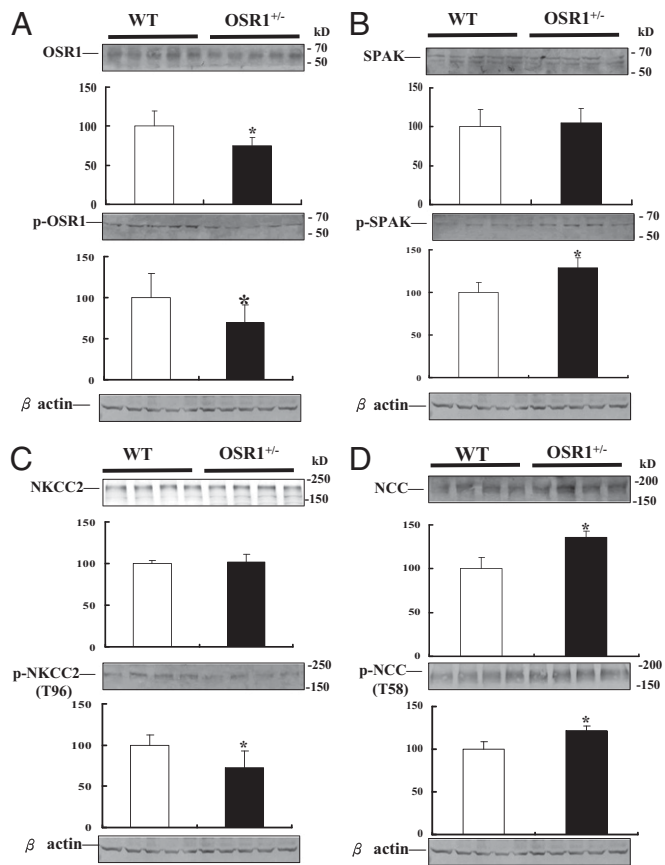 A
WT OSR1+/- kD
OSR1— - 70
- 50
150
100
50
0
*
p-OSR1— - 70
- 50
150
100
50
0
*
β actin—
B
WT OSR1+/- kD
SPAK— - 70
- 50
150
100
50
0
p-SPAK— - 70
- 50
150
100
50
0
*
β actin—
C
WT OSR1+/- kD
NKCC2— -250
-150
150
100
50
0
p-NKCC2— -250
(T96) -150
150
100
50
0
*
β actin—
D
WT OSR1+/- kD
NCC— -200
-150
150
100
50
0
*
p-NCC— -200
(T58) -150
150
100
50
0
*
β actin—